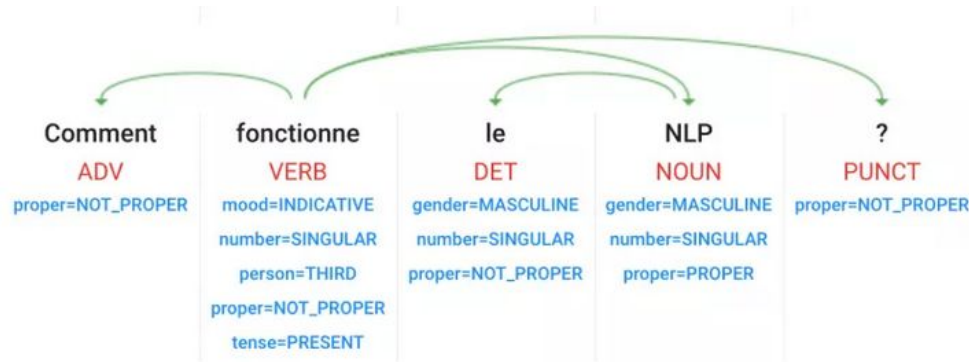 Comment fonctionne le NLP ?
ADV VERB DET NOUN PUNCT
proper=NOT_PROPER mood=INDICATIVE gender=MASCULINE gender=MASCULINE proper=NOT_PROPER
number=SINGULAR number=SINGULAR number=SINGULAR
person=THIRD proper=NOT_PROPER proper=PROPER
proper=NOT_PROPER
tense=PRESENT